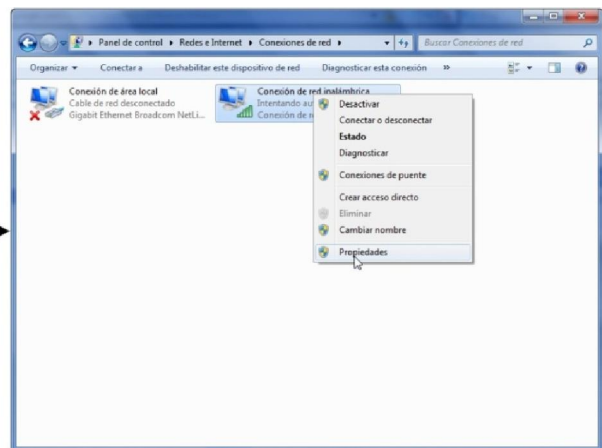 Panel de control ▸ Redes e Internet ▸ Conexiones de red ▸
Buscar Conexiones de red
Organizar
Conectar a
Deshabilitar este dispositivo de red
Diagnosticar esta conexión
»
Conexión de área local
Cable de red desconectado
Gigabit Ethernet Broadcom NetLi...
Conexión de red inalámbrica
Intentando au
Conexión de
Desactivar
Conectar o desconectar
Estado
Diagnosticar
Conexiones de puente
Crear acceso directo
Eliminar
Cambiar nombre
Propiedades